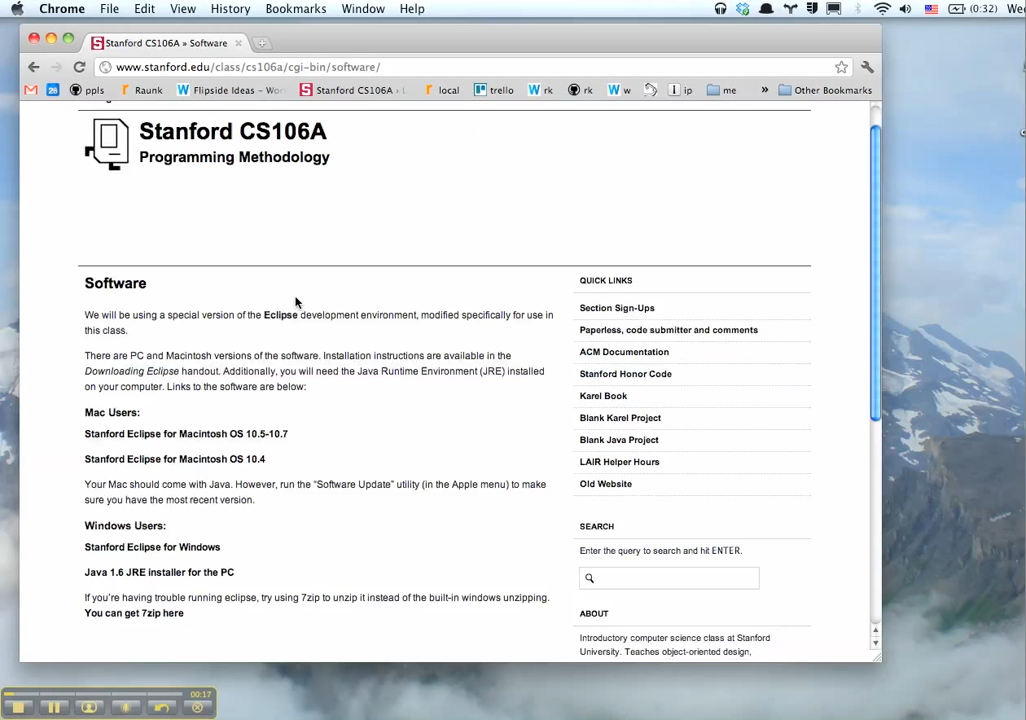 Chrome File Edit View History Bookmarks Window Help (0:32) We
Stanford CS106A » Software
www.stanford.edu/class/cs106a/cgi-bin/software/
26 ppls r Raunk W Flipside Ideas – Wor S Stanford CS106A › r local trello W rk rk W w ip me » Other Bookmarks
Stanford CS106A
Programming Methodology
Software
We will be using a special version of the Eclipse development environment, modified specifically for use in
this class.
There are PC and Macintosh versions of the software. Installation instructions are available in the
Downloading Eclipse handout. Additionally, you will need the Java Runtime Environment (JRE) installed
on your computer. Links to the software are below:
Mac Users:
Stanford Eclipse for Macintosh OS 10.5-10.7
Stanford Eclipse for Macintosh OS 10.4
Your Mac should come with Java. However, run the “Software Update” utility (in the Apple menu) to make
sure you have the most recent version.
Windows Users:
Stanford Eclipse for Windows
Java 1.6 JRE installer for the PC
If you’re having trouble running eclipse, try using 7zip to unzip it instead of the built-in windows unzipping.
You can get 7zip here
QUICK LINKS
Section Sign-Ups
Paperless, code submitter and comments
ACM Documentation
Stanford Honor Code
Karel Book
Blank Karel Project
Blank Java Project
LAIR Helper Hours
Old Website
SEARCH
Enter the query to search and hit ENTER.
ABOUT
Introductory computer science class at Stanford
University. Teaches object-oriented design,
00:17